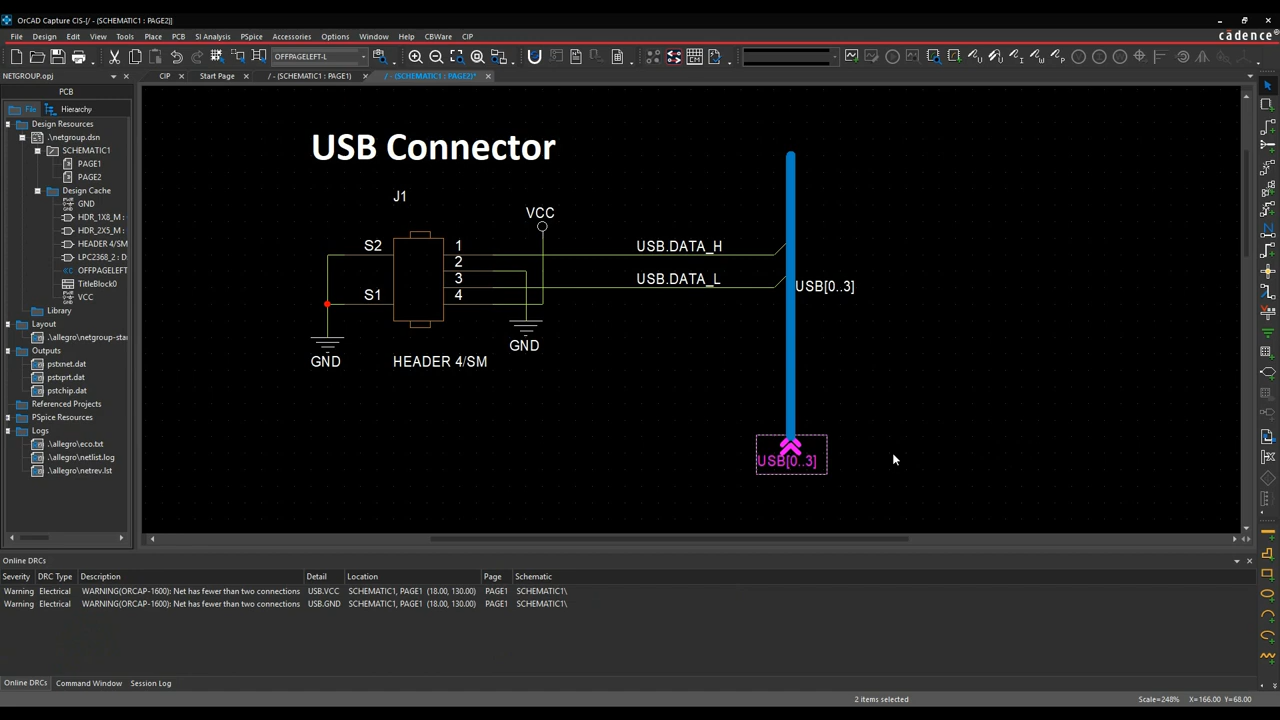 OrCAD Capture CIS-[/ - (SCHEMATIC1 : PAGE2)]
File Design Edit View Tools Place PCB SI Analysis PSpice Accessories Options Window Help CBWare CIP
cadence
OFFPAGELEFT-L
NETGROUP.opj
CIP Start Page / - (SCHEMATIC1 : PAGE1) / - (SCHEMATIC1 : PAGE2)*
PCB
File Hierarchy
Design Resources
.\netgroup.dsn
SCHEMATIC1
PAGE1
PAGE2
Design Cache
GND
HDR_1X8_M :
HDR_2X5_M :
HEADER 4/SM
LPC2368_2 : D:
OFFPAGELEFT
TitleBlock0
VCC
Library
Layout
.\allegro\netgroup-star
Outputs
pstxnet.dat
pstxprt.dat
pstchip.dat
Referenced Projects
PSpice Resources
Logs
.\allegro\eco.txt
.\allegro\netlist.log
.\allegro\netrev.lst
USB Connector
J1
VCC
S2 1 USB.DATA_H
2
3 USB.DATA_L
USB[0..3]
S1 4
GND
GND
HEADER 4/SM
USB[0..3]
Online DRCs
Severity DRC Type Description Detail Location Page Schematic
Warning Electrical WARNING(ORCAP-1600): Net has fewer than two connections USB.VCC SCHEMATIC1, PAGE1 (18.00, 130.00) PAGE1 SCHEMATIC1\
Warning Electrical WARNING(ORCAP-1600): Net has fewer than two connections USB.GND SCHEMATIC1, PAGE1 (18.00, 130.00) PAGE1 SCHEMATIC1\
Online DRCs Command Window Session Log
2 items selected Scale=248% X=166.00 Y=68.00